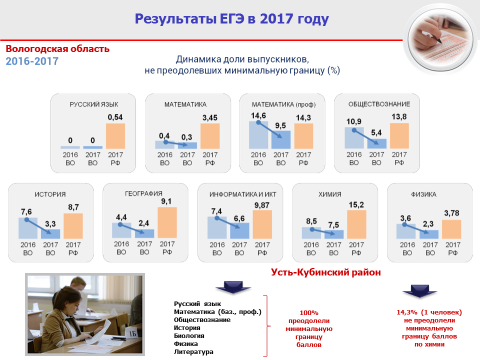 Результаты ЕГЭ в 2017 году
Вологодская область
2016-2017
Динамика доли выпускников,
не преодолевших минимальную границу (%)
РУССКИЙ ЯЗЫК
0 0 0,54
2016 2017 2017
ВО ВО РФ
МАТЕМАТИКА
0,4 0,3 3,45
2016 2017 2017
ВО ВО РФ
МАТЕМАТИКА (проф)
14,6 9,5 14,3
2016 2017 2017
ВО ВО РФ
ОБЩЕСТВОЗНАНИЕ
10,9 5,4 13,8
2016 2017 2017
ВО ВО РФ
ИСТОРИЯ
7,6 3,3 8,7
2016 2017 2017
ВО ВО РФ
ГЕОГРАФИЯ
4,4 2,4 9,1
2016 2017 2017
ВО ВО РФ
ИНФОРМАТИКА И ИКТ
7,4 6,6 9,87
2016 2017 2017
ВО ВО РФ
ХИМИЯ
8,5 7,5 15,2
2016 2017 2017
ВО ВО РФ
ФИЗИКА
3,6 2,3 3,78
2016 2017 2017
ВО ВО РФ
Усть-Кубинский район
Русский язык
Математика (баз., проф.)
Обществознание
История
Биология
Физика
Литература
100%
преодолели
минимальную
границу
баллов
14,3% (1 человек)
не преодолели
минимальную
границу баллов
по химии